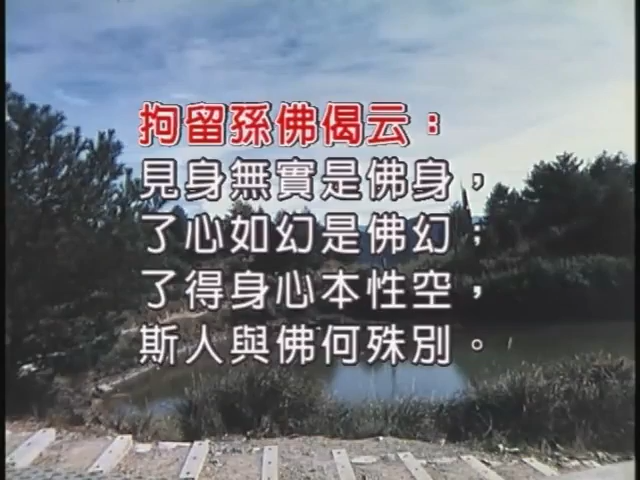 拘留孫佛偈云：
見身無實是佛身，
了心如幻是佛幻；
了得身心本性空，
斯人與佛何殊別。